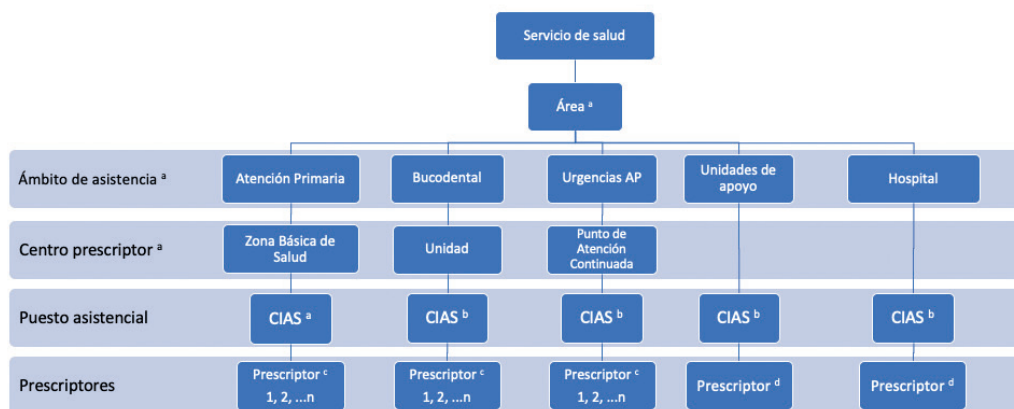 Servicio de salud
Área ᵃ
Ámbito de asistencia ᵃ
Atención Primaria
Bucodental
Urgencias AP
Unidades de
apoyo
Hospital
Centro prescriptor ᵃ
Zona Básica de
Salud
Unidad
Punto de
Atención
Continuada
Puesto asistencial
CIAS ᵃ
CIAS ᵇ
CIAS ᵇ
CIAS ᵇ
CIAS ᵇ
Prescriptores
Prescriptor ᶜ
1, 2, ...n
Prescriptor ᶜ
1, 2, ...n
Prescriptor ᶜ
1, 2, ...n
Prescriptor ᵈ
Prescriptor ᵈ